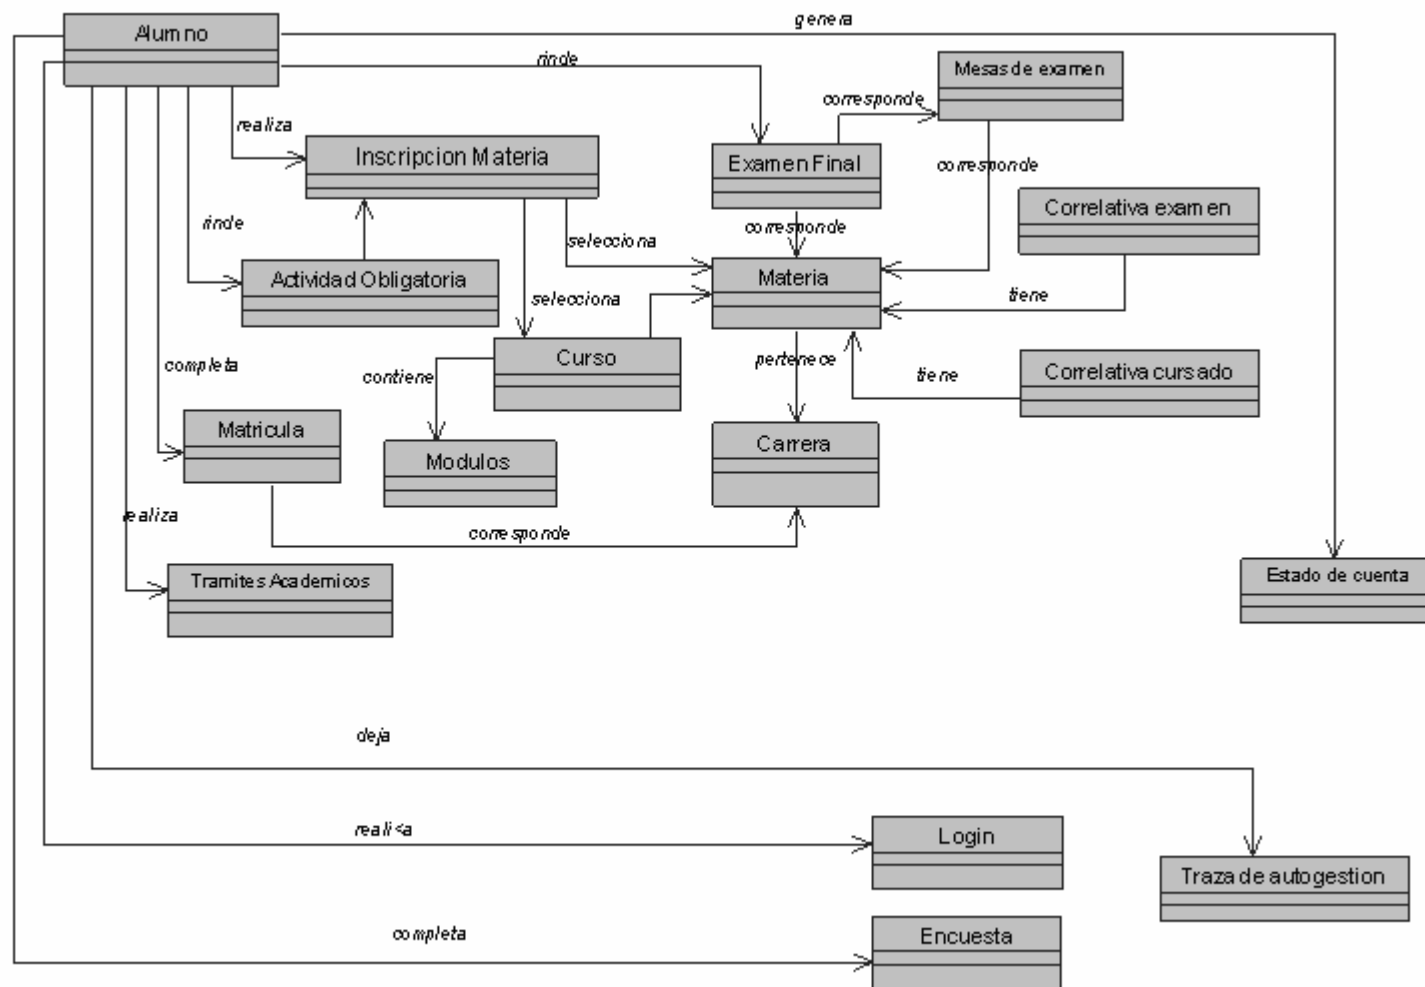 Alumno
genera
rinde
Mesas de examen
corresponde
realiza
Inscripcion Materia
Examen Final
corresponde
Correlativa examen
rinde
corresponde
selecciona
Actividad Obligatoria
Materia
selecciona
tiene
Curso
completa
contiene
pertenece
tiene
Correlativa cursado
Matricula
Carrera
Modulos
realiza
corresponde
Tramites Academicos
Estado de cuenta
deja
reali<a
Login
Traza de autogestion
completa
Encuesta